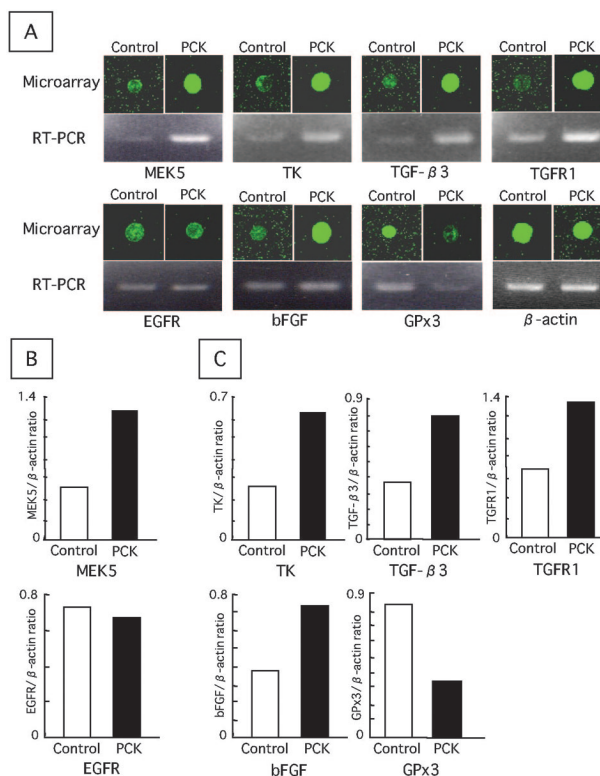 A
Control PCK Control PCK Control PCK Control PCK
Microarray
RT-PCR
MEK5 TK TGF-β3 TGFR1
Control PCK Control PCK Control PCK Control PCK
Microarray
RT-PCR
EGFR bFGF GPx3 β-actin
B
C
1.4
0
MEK5/β-actin ratio
Control PCK
MEK5
0.7
0
TK/β-actin ratio
Control PCK
TK
0.9
0
TGF-β3/β-actin ratio
Control PCK
TGF-β3
1.4
0
TGFR1/β-actin ratio
Control PCK
TGFR1
0.8
0
EGFR/β-actin ratio
Control PCK
EGFR
0.8
0
bFGF/β-actin ratio
Control PCK
bFGF
0.9
0
GPx3/β-actin ratio
Control PCK
GPx3